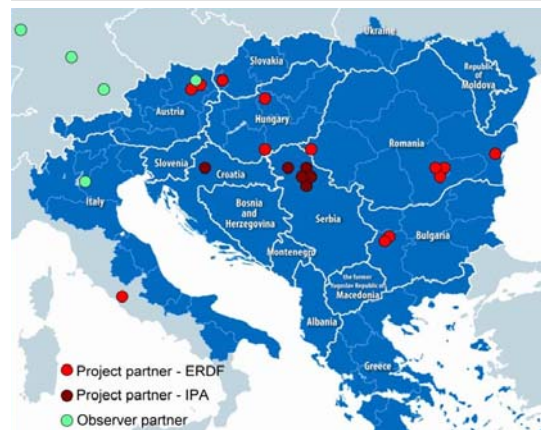 Ukraine
Slovakia
Republic
of
Moldova
Austria
Hungary
Romania
Slovenia
Croatia
Italy
Bosnia
and
Herzegovina
Serbia
Montenegro
Bulgaria
the former
Yugoslav Republic of
Macedonia
Albania
Greece
Project partner - ERDF
Project partner - IPA
Observer partner